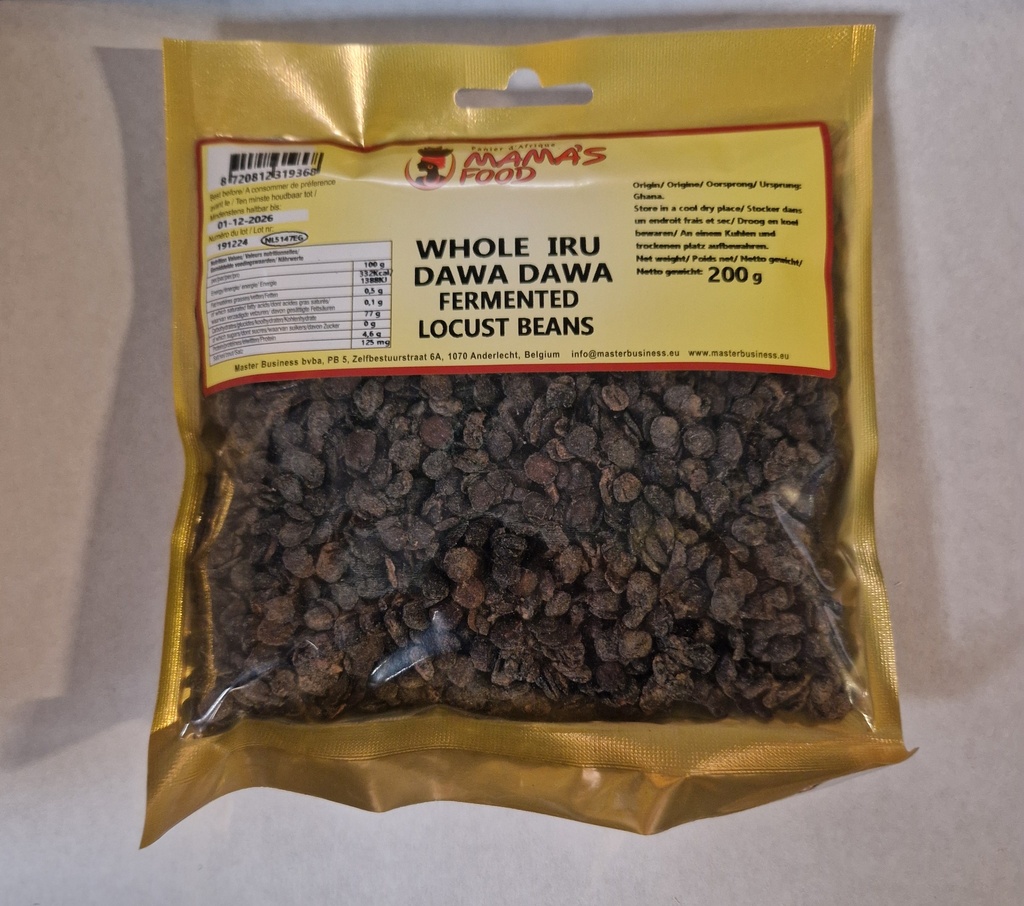 8 720812 319368
Best before/ A consommer de préférence
avant le / Ten minste houdbaar tot /
Mindestens haltbar bis:
01-12-2026
Numéro du lot / Lot nr:
191224 NL5147EG
100 g
332Kcal/
1388KJ
0,5 g
0,1 g
77 g
0 g
4,6 g
125 mg
Panier d'Afrique
MAMA'S
FOOD
WHOLE IRU
DAWA DAWA
FERMENTED
LOCUST BEANS
Origin/ Origine/ Oorsprong/ Ursprung:
Ghana.
Store in a cool dry place/ Stocker dans
un endroit frais et sec/ Droog en koel
bewaren/ An einem Kuhlen und
trockenen platz aufbewahren.
Net weight/ Poids net/ Netto gewicht/
Netto gewicht: 200 g
Master Business bvba, PB 5, Zelfbestuurstraat 6A, 1070 Anderlecht, Belgium info@masterbusiness.eu www.masterbusiness.eu